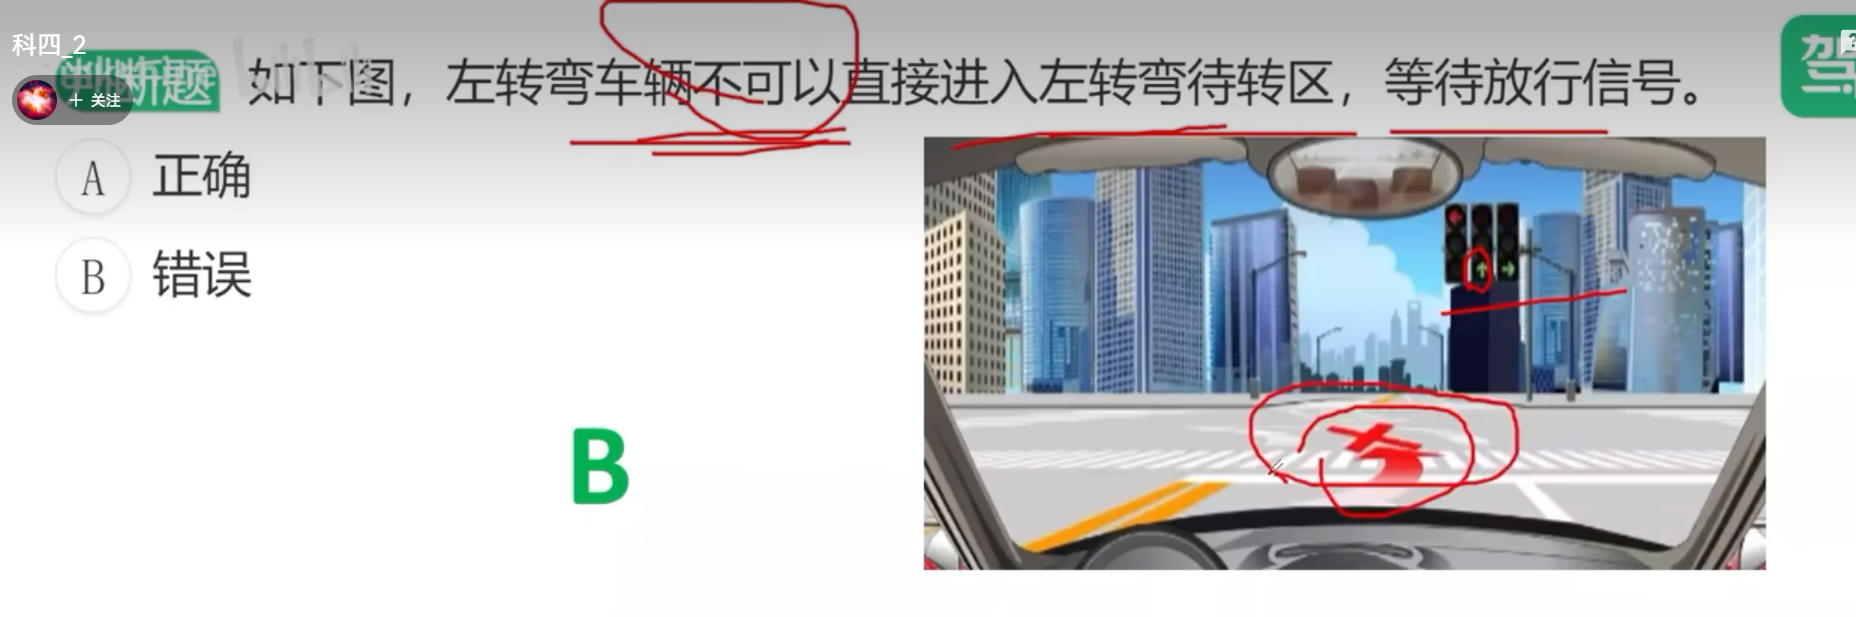 科四_2
判断题 如下图，左转弯车辆不可以直接进入左转弯待转区，等待放行信号。
+ 关注
A 正确
B 错误
B